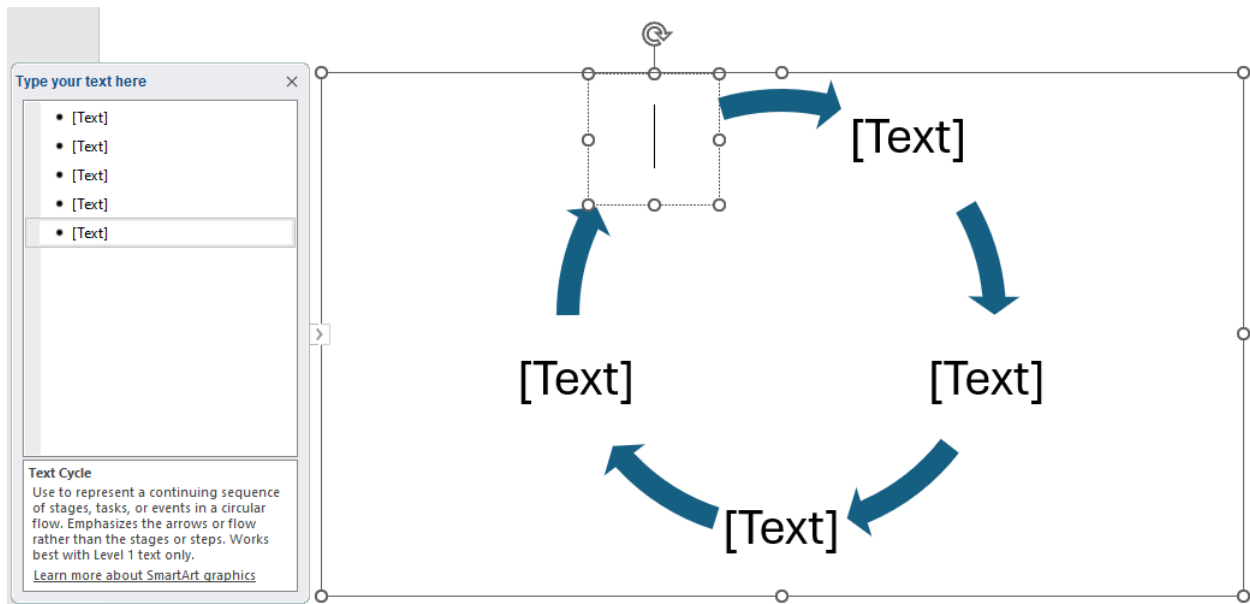 Type your text here
[Text]
[Text]
[Text]
[Text]
[Text]
Text Cycle
Use to represent a continuing sequence
of stages, tasks, or events in a circular
flow. Emphasizes the arrows or flow
rather than the stages or steps. Works
best with Level 1 text only.
Learn more about SmartArt graphics
[Text]
[Text]
[Text]
[Text]